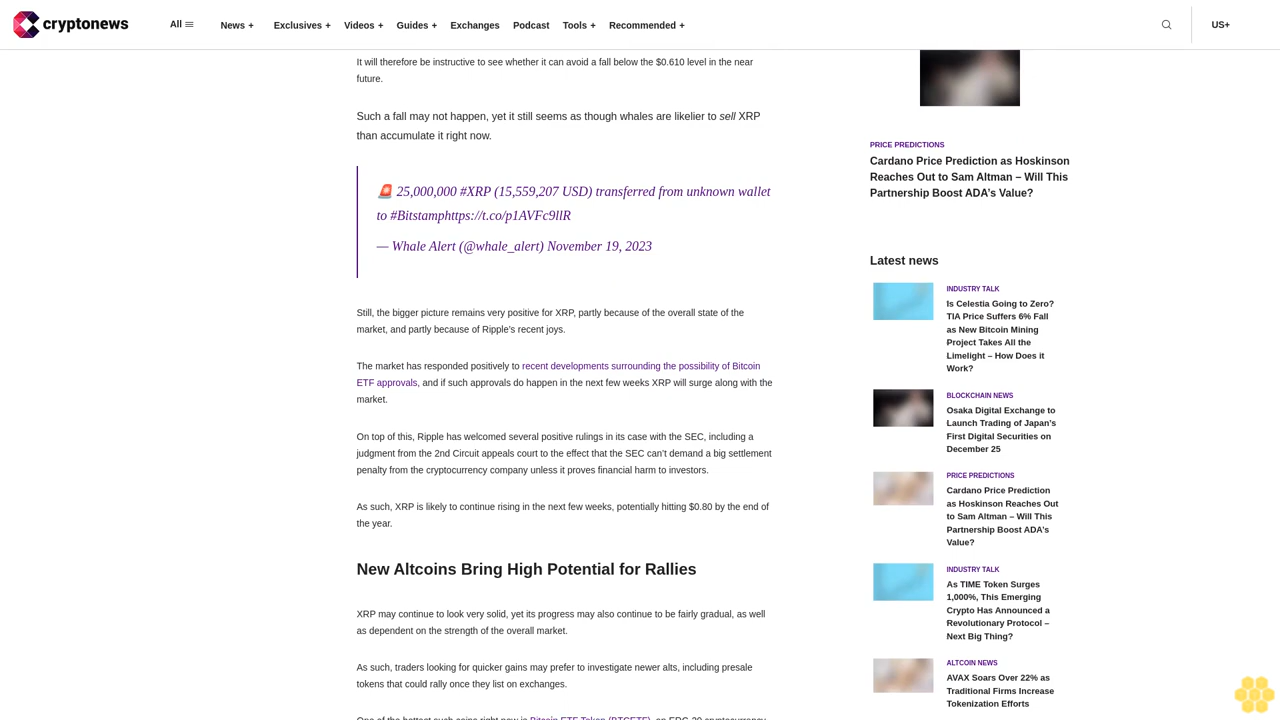 cryptonews
All
News +
Exclusives +
Videos +
Guides +
Exchanges
Podcast
Tools +
Recommended +
US+
It will therefore be instructive to see whether it can avoid a fall below the $0.610 level in the near
future.
Such a fall may not happen, yet it still seems as though whales are likelier to sell XRP
than accumulate it right now.
🚨 25,000,000 #XRP (15,559,207 USD) transferred from unknown wallet
to #Bitstamphttps://t.co/p1AVFc9llR
— Whale Alert (@whale_alert) November 19, 2023
Still, the bigger picture remains very positive for XRP, partly because of the overall state of the
market, and partly because of Ripple’s recent joys.
The market has responded positively to recent developments surrounding the possibility of Bitcoin
ETF approvals, and if such approvals do happen in the next few weeks XRP will surge along with the
market.
On top of this, Ripple has welcomed several positive rulings in its case with the SEC, including a
judgment from the 2nd Circuit appeals court to the effect that the SEC can’t demand a big settlement
penalty from the cryptocurrency company unless it proves financial harm to investors.
As such, XRP is likely to continue rising in the next few weeks, potentially hitting $0.80 by the end of
the year.
New Altcoins Bring High Potential for Rallies
XRP may continue to look very solid, yet its progress may also continue to be fairly gradual, as well
as dependent on the strength of the overall market.
As such, traders looking for quicker gains may prefer to investigate newer alts, including presale
tokens that could rally once they list on exchanges.
One of the hottest such coins right now is Bitcoin ETF Token (BTCETF), an ERC-20 cryptocurrency
PRICE PREDICTIONS
Cardano Price Prediction as Hoskinson
Reaches Out to Sam Altman – Will This
Partnership Boost ADA’s Value?
Latest news
INDUSTRY TALK
Is Celestia Going to Zero?
TIA Price Suffers 6% Fall
as New Bitcoin Mining
Project Takes All the
Limelight – How Does it
Work?
BLOCKCHAIN NEWS
Osaka Digital Exchange to
Launch Trading of Japan’s
First Digital Securities on
December 25
PRICE PREDICTIONS
Cardano Price Prediction
as Hoskinson Reaches Out
to Sam Altman – Will This
Partnership Boost ADA’s
Value?
INDUSTRY TALK
As TIME Token Surges
1,000%, This Emerging
Crypto Has Announced a
Revolutionary Protocol –
Next Big Thing?
ALTCOIN NEWS
AVAX Soars Over 22% as
Traditional Firms Increase
Tokenization Efforts